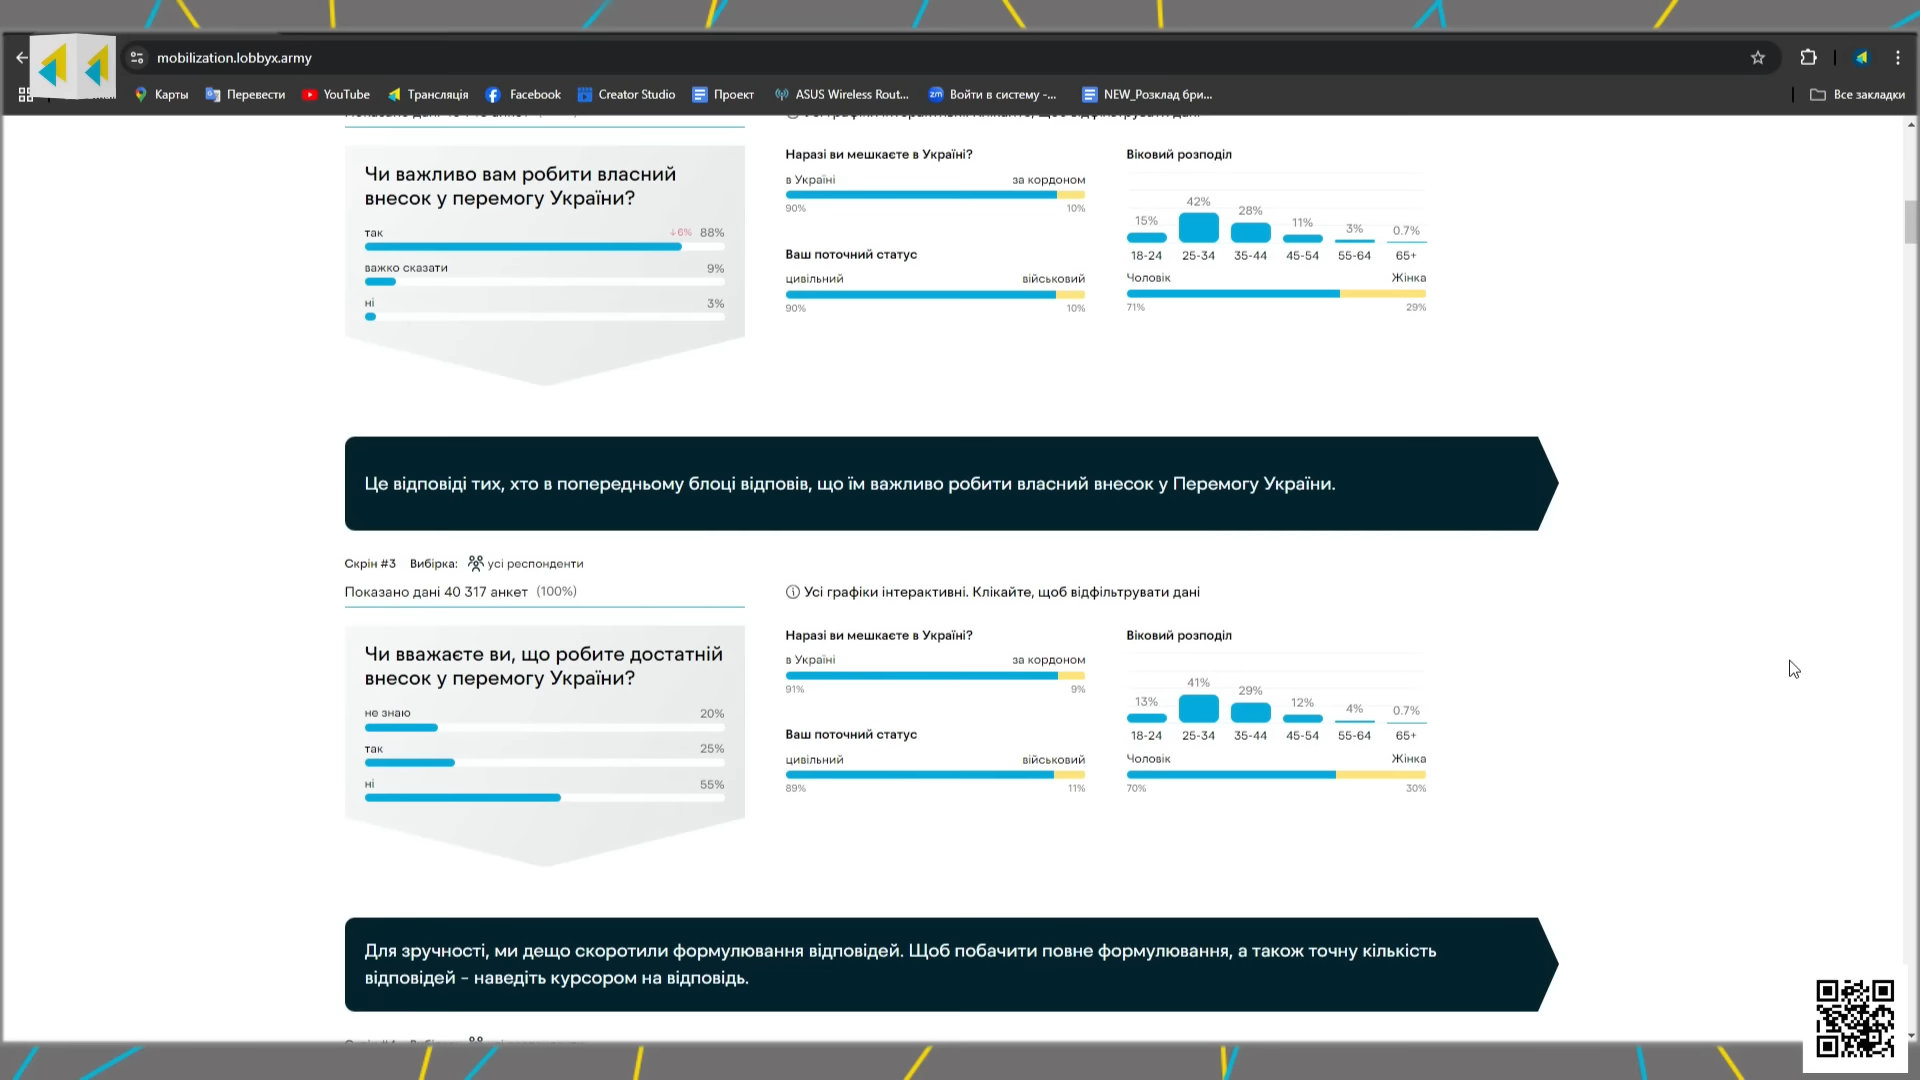 mobilization.lobbyx.army
Карты
Перевести
YouTube
Трансляція
Facebook
Creator Studio
Проект
ASUS Wireless Rout...
Войти в систему -...
NEW_Розклад бри...
Все закладки
Чи важливо вам робити власний
внесок у перемогу України?
так ↓6% 88%
важко сказати 9%
ні 3%
Наразі ви мешкаєте в Україні?
в Україні за кордоном
90% 10%
Ваш поточний статус
цивільний військовий
90% 10%
Віковий розподіл
15% 42% 28% 11% 3% 0.7%
18-24 25-34 35-44 45-54 55-64 65+
Чоловік Жінка
71% 29%
Це відповіді тих, хто в попередньому блоці відповів, що їм важливо робити власний внесок у Перемогу України.
Скрін #3 Вибірка: усі респонденти
Показано дані 40 317 анкет (100%)
Усі графіки інтерактивні. Клікайте, щоб відфільтрувати дані
Чи вважаєте ви, що робите достатній
внесок у перемогу України?
не знаю 20%
так 25%
ні 55%
Наразі ви мешкаєте в Україні?
в Україні за кордоном
91% 9%
Ваш поточний статус
цивільний військовий
89% 11%
Віковий розподіл
13% 41% 29% 12% 4% 0.7%
18-24 25-34 35-44 45-54 55-64 65+
Чоловік Жінка
70% 30%
Для зручності, ми дещо скоротили формулювання відповідей. Щоб побачити повне формулювання, а також точну кількість
відповідей - наведіть курсором на відповідь.